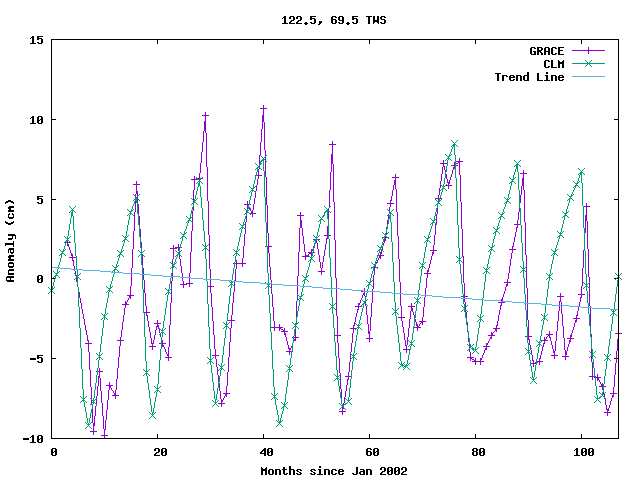 122.5, 69.5 TWS
GRACE
CLM
Trend Line
15
10
5
0
-5
-10
Anomaly (cm)
0 20 40 60 80 100
Months since Jan 2002